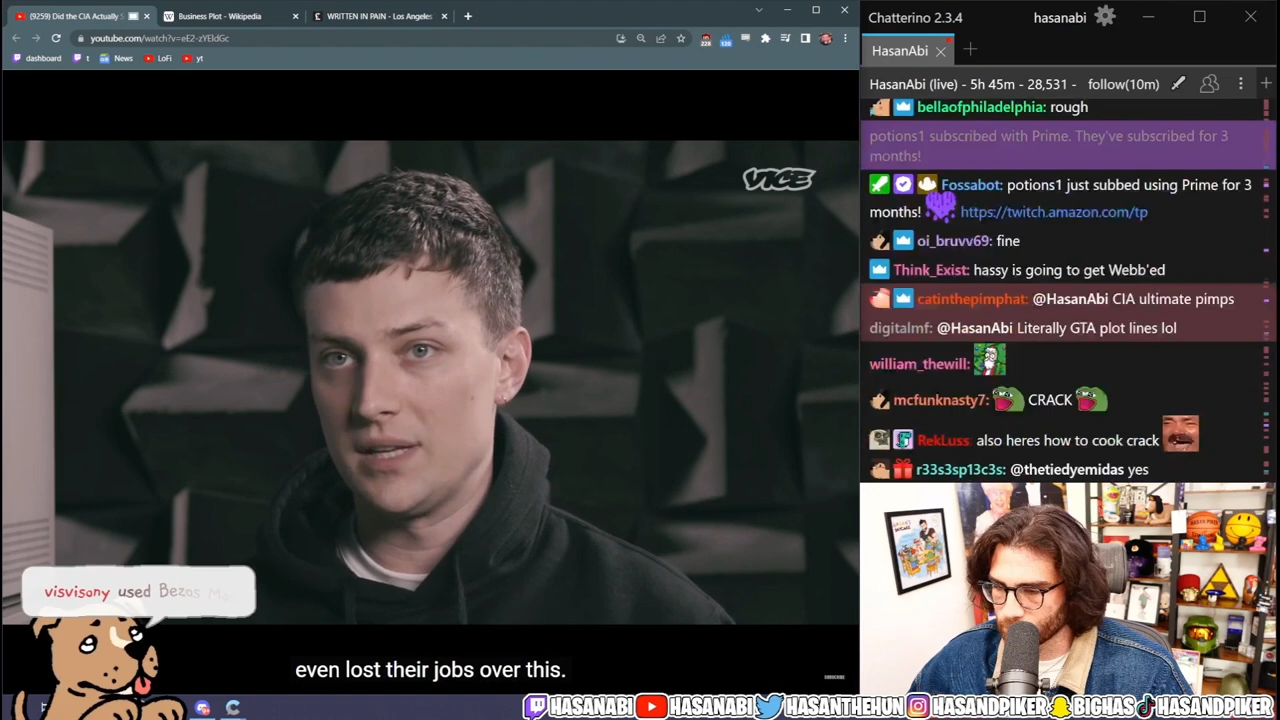 (9259) Did the CIA Actually S
Business Plot - Wikipedia
WRITTEN IN PAIN - Los Angeles
youtube.com/watch?v=eE2-zYEldGc
dashboard
t
News
LoFi
yt
VICE
visvisony used Bezos
even lost their jobs over this.
SUBSCRIBE
Chatterino 2.3.4
hasanabi
HasanAbi
HasanAbi (live) - 5h 45m - 28,531 -
follow(10m)
bellaofphiladelphia: rough
potions1 subscribed with Prime. They've subscribed for 3
months!
Fossabot: potions1 just subbed using Prime for 3
months! https://twitch.amazon.com/tp
oi_bruvv69: fine
Think_Exist: hassy is going to get Webb'ed
catinthepimphat: @HasanAbi CIA ultimate pimps
digitalmf: @HasanAbi Literally GTA plot lines lol
william_thewill:
mcfunknasty7: CRACK
RekLuss: also heres how to cook crack
r33s3sp13c3s: @thetiedyemidas yes
HASANABI HASANABI HASANTHEHUN HASANDPIKER BIGHAS HASANDPIKER